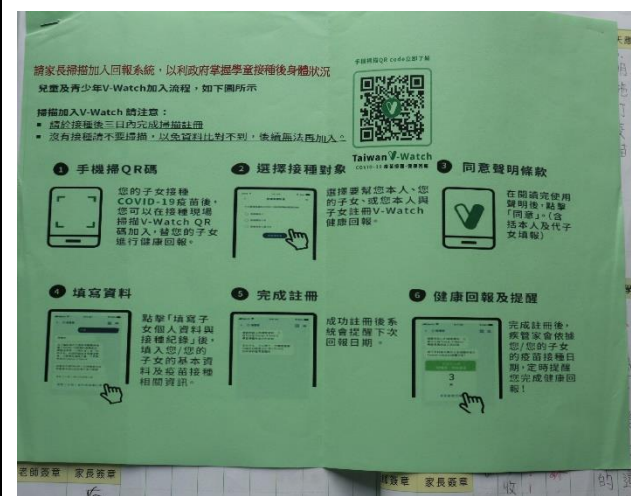 手機掃描QR code立即了解
請家長掃描加入回報系統，以利政府掌握學童接種後身體狀況
兒童及青少年V-Watch加入流程，如下圖所示
掃描加入V-Watch 請注意：
▪ 請於接種後三日內完成掃描註冊
▪ 沒有接種請不要掃描，以免資料比對不到，後續無法再加入。
Taiwan V-Watch
COVID-19 疫苗接種-健康回報
1 手機掃QR碼
您的子女接種
COVID-19疫苗後，
您可以在接種現場
掃描V-Watch QR
碼加入，替您的子女
進行健康回報。
2 選擇接種對象
選擇要幫您本人、您
的子女、或您本人與
子女註冊V-Watch
健康回報。
3 同意聲明條款
在閱讀完使用
聲明後，點擊
「同意」。(含
括本人及代子
女填報)
4 填寫資料
點擊「填寫子
女個人資料與
接種紀錄」後，
填入您/您的
子女的基本資
料及疫苗接種
相關資訊。
5 完成註冊
成功註冊後系
統會提醒下次
回報日期。
6 健康回報及提醒
3
完成註冊後，
疾管家會依據
您/您的子女
的疫苗接種日
期，定時提醒
您完成健康回
報!
老師簽章 家長簽章
簽章 家長簽章
收
的